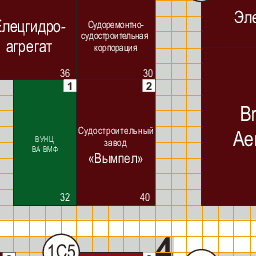 Елецгидро-
агрегат
36
Судоремонтно-
судостроительная
корпорация
30
Эле
1
ВУНЦ
ВА ВМФ
32
2
Судостроительный
завод
«Вымпел»
40
1С5
4